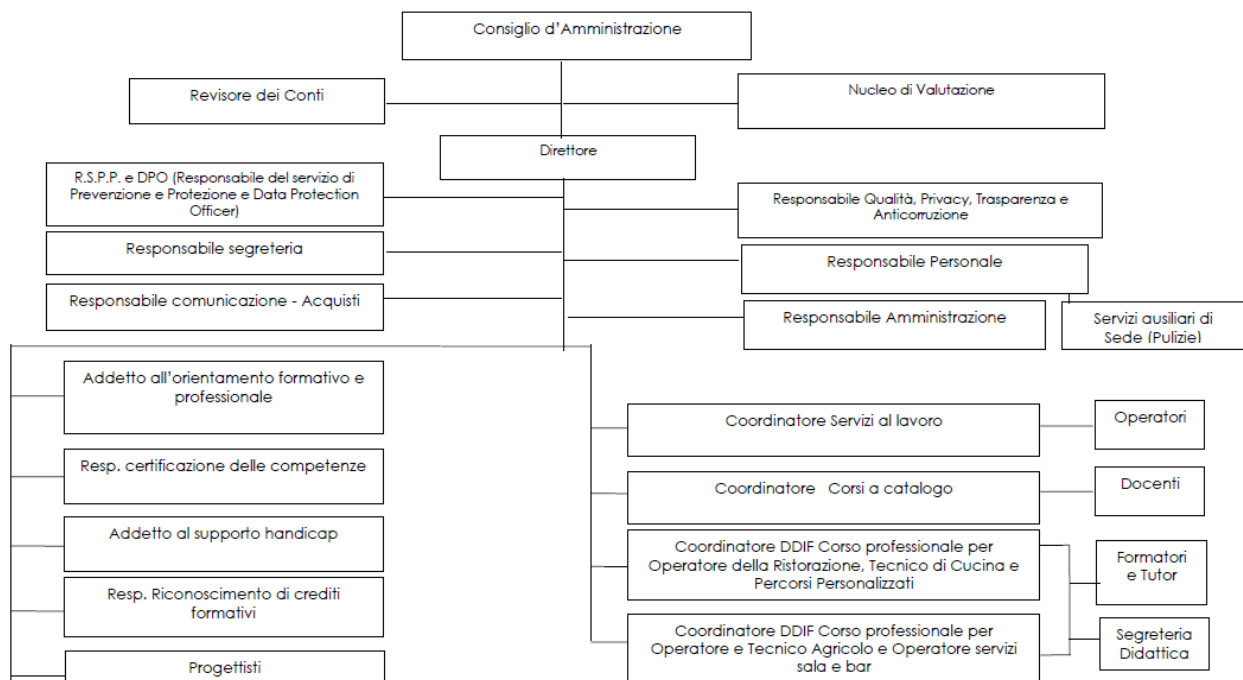 Consiglio d'Amministrazione
Revisore dei Conti
Nucleo di Valutazione
Direttore
R.S.P.P. e DPO (Responsabile del servizio di
Prevenzione e Protezione e Data Protection
Officer)
Responsabile Qualità, Privacy, Trasparenza e
Anticorruzione
Responsabile segreteria
Responsabile Personale
Responsabile comunicazione - Acquisti
Responsabile Amministrazione
Servizi ausiliari di
Sede (Pulizie)
Addetto all'orientamento formativo e
professionale
Coordinatore Servizi al lavoro
Operatori
Resp. certificazione delle competenze
Coordinatore Corsi a catalogo
Docenti
Addetto al supporto handicap
Coordinatore DDIF Corso professionale per
Operatore della Ristorazione, Tecnico di Cucina e
Percorsi Personalizzati
Formatori
e Tutor
Resp. Riconoscimento di crediti
formativi
Coordinatore DDIF Corso professionale per
Operatore e Tecnico Agricolo e Operatore servizi
sala e bar
Segreteria
Didattica
Progettisti